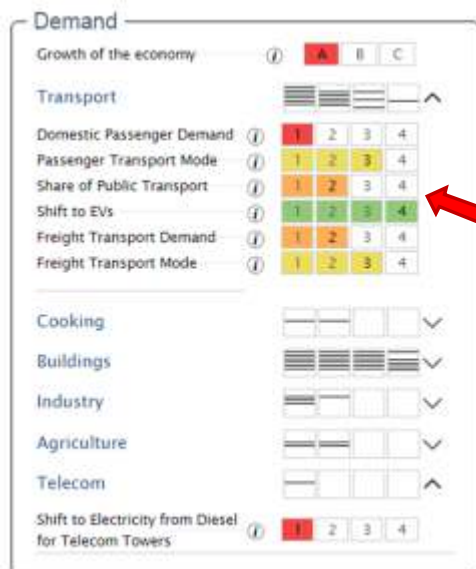 Demand
Growth of the economy i A B C
Transport
Domestic Passenger Demand i 1 2 3 4
Passenger Transport Mode i 1 2 3 4
Share of Public Transport i 1 2 3 4
Shift to EVs i 1 2 3 4
Freight Transport Demand i 1 2 3 4
Freight Transport Mode i 1 2 3 4
Cooking
Buildings
Industry
Agriculture
Telecom
Shift to Electricity from Diesel
for Telecom Towers i 1 2 3 4